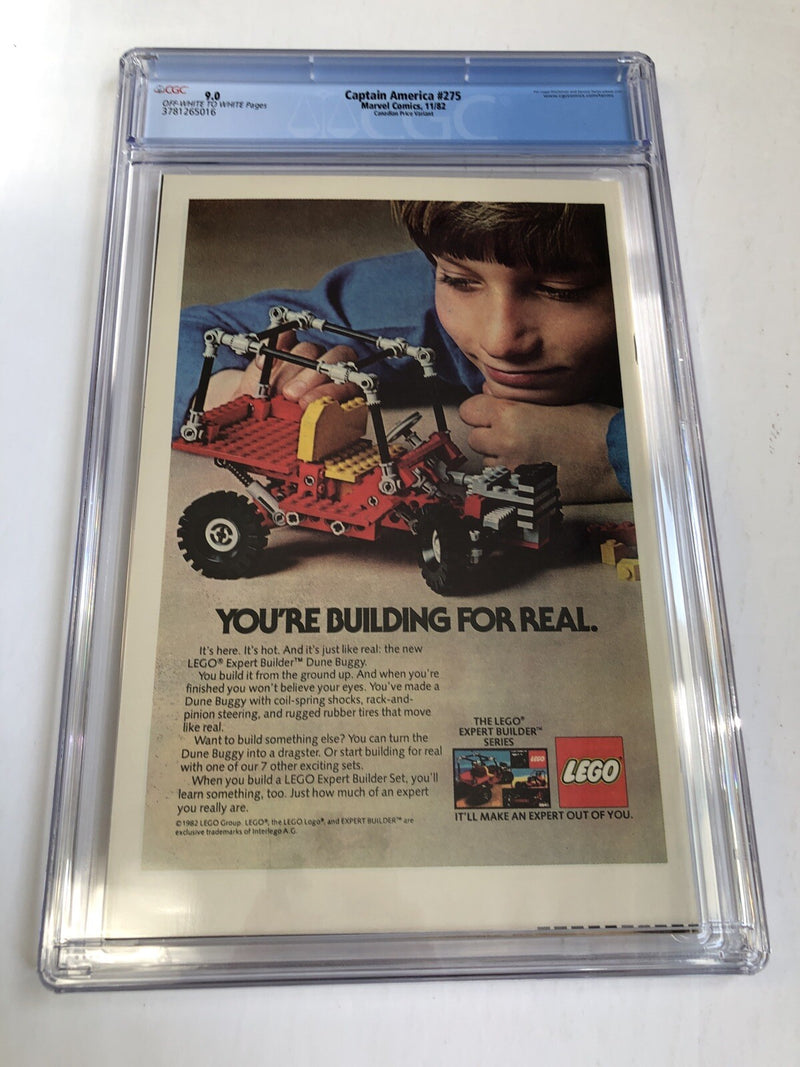 CGC
9.0
OFF-WHITE TO WHITE Pages
3781265016
Captain America #275
Marvel Comics, 11/82
Canadian Price Variant
www.cgccomics.com/terms
CGC
YOU'RE BUILDING FOR REAL.
It's here. It's hot. And it's just like real: the new
LEGO® Expert Builder™ Dune Buggy.
You build it from the ground up. And when you're
finished you won't believe your eyes. You've made a
Dune Buggy with coil-spring shocks, rack-and-
pinion steering, and rugged rubber tires that move
like real.
Want to build something else? You can turn the
Dune Buggy into a dragster. Or start building for real
with one of our 7 other exciting sets.
When you build a LEGO Expert Builder Set, you'll
learn something, too. Just how much of an expert
you really are.
©1982 LEGO Group. LEGO®, the LEGO Logo®, and EXPERT BUILDER™ are
exclusive trademarks of Interlego A.G.
THE LEGO®
EXPERT BUILDER™
SERIES
LEGO
LEGO
IT'LL MAKE AN EXPERT OUT OF YOU.